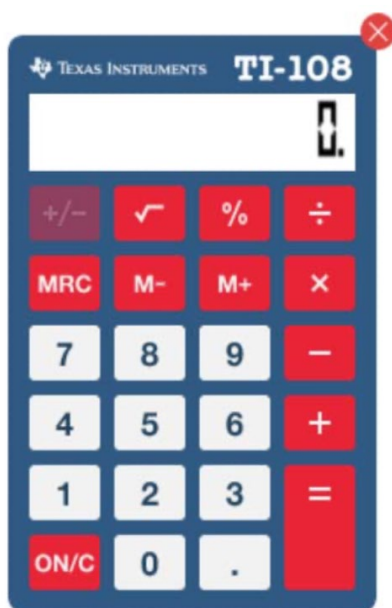 TEXAS INSTRUMENTS TI-108
0.
+/- √ % ÷
MRC M- M+ ×
7 8 9 −
4 5 6 +
1 2 3 =
ON/C 0 .